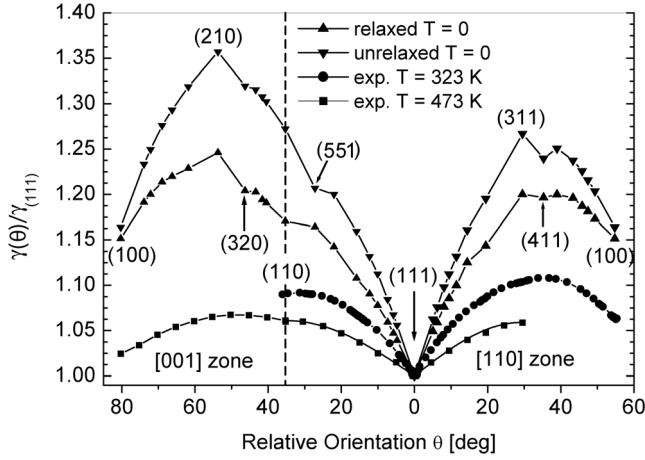 1.40
1.35
1.30
1.25
1.20
1.15
1.10
1.05
1.00
γ(θ)/γ(111)
relaxed T = 0
unrelaxed T = 0
exp. T = 323 K
exp. T = 473 K
(210)
(311)
(551)
(320)
(411)
(100)
(110)
(111)
(100)
[001] zone
[110] zone
80 60 40 20 0 20 40 60
Relative Orientation θ [deg]